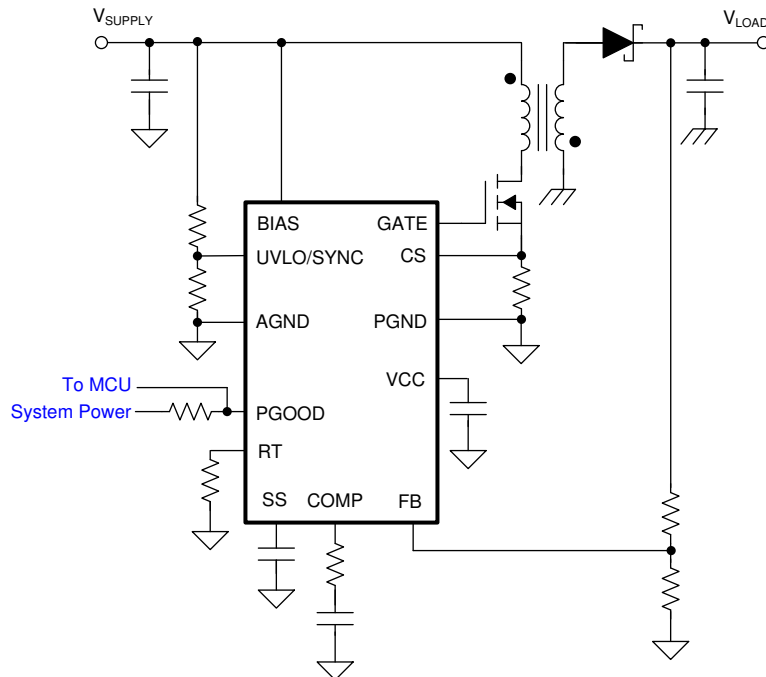 VSUPPLY
VLOAD
BIAS
GATE
UVLO/SYNC
CS
AGND
PGND
VCC
To MCU
System Power
PGOOD
RT
SS
COMP
FB